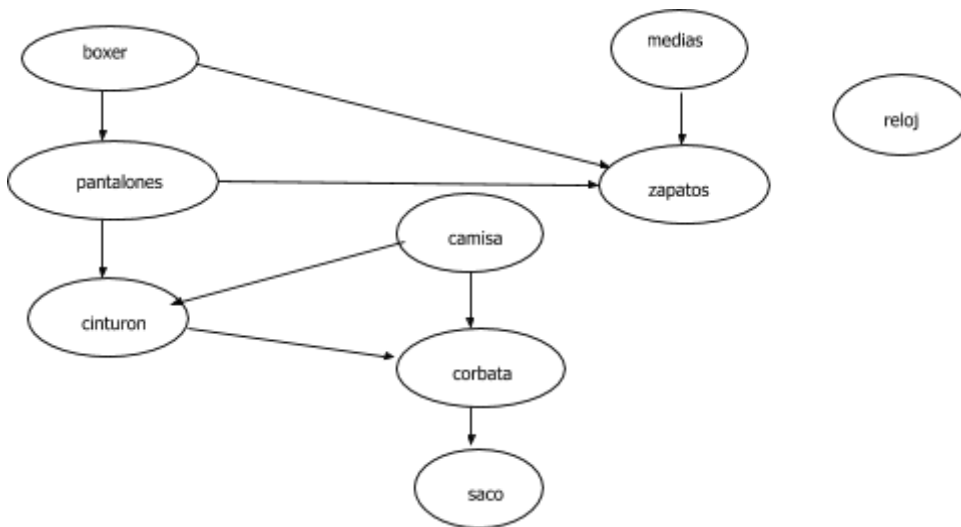 boxer
medias
reloj
pantalones
zapatos
camisa
cinturon
corbata
saco